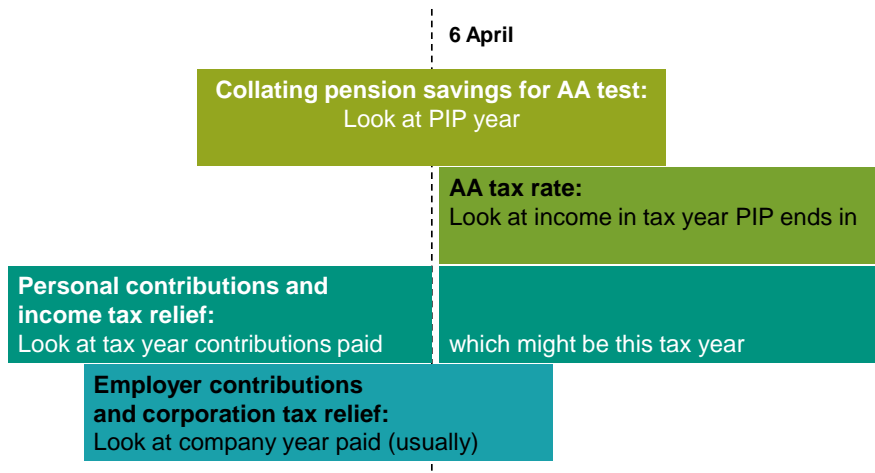 6 April
Collating pension savings for AA test:
Look at PIP year
AA tax rate:
Look at income in tax year PIP ends in
Personal contributions and
income tax relief:
Look at tax year contributions paid
which might be this tax year
Employer contributions
and corporation tax relief:
Look at company year paid (usually)